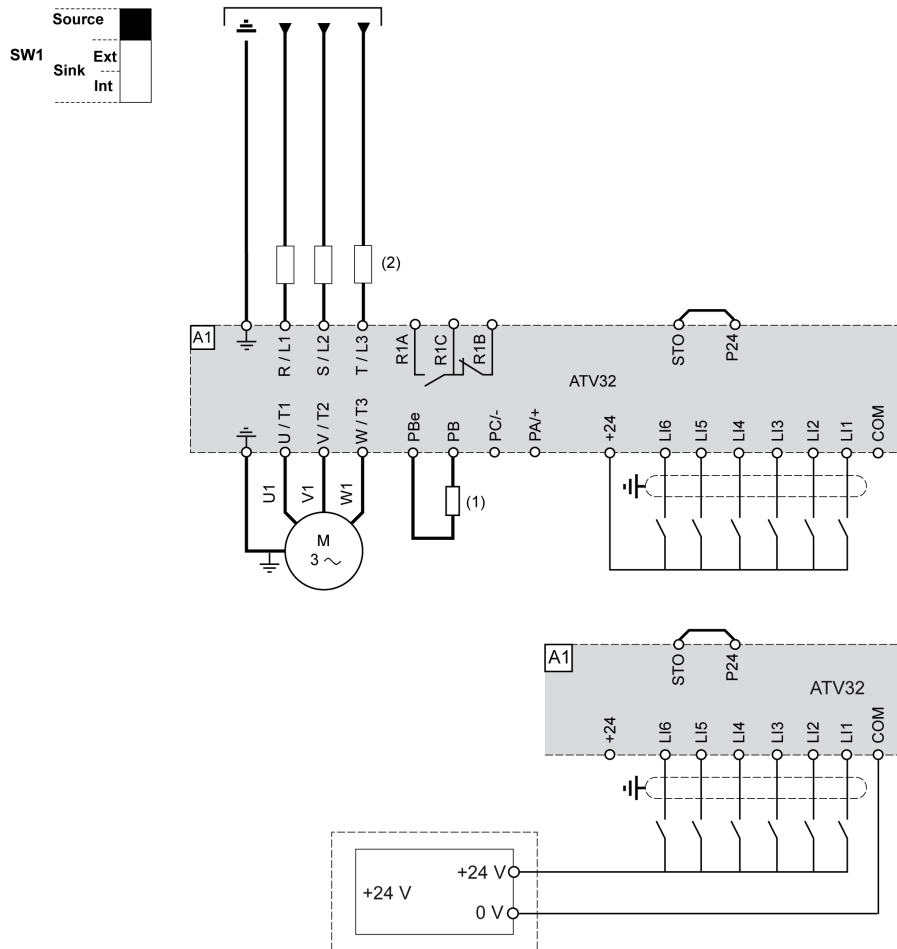 Source
SW1
Ext
Sink
Int
(2)
A1
R / L1
S / L2
T / L3
R1A
R1C
R1B
STO
P24
ATV32
U / T1
V / T2
W / T3
PBe
PB
PC/-
PA/+
+24
LI6
LI5
LI4
LI3
LI2
LI1
COM
U1
V1
W1
(1)
M
3 ~
A1
STO
P24
ATV32
+24
LI6
LI5
LI4
LI3
LI2
LI1
COM
+24 V
+24 V
0 V